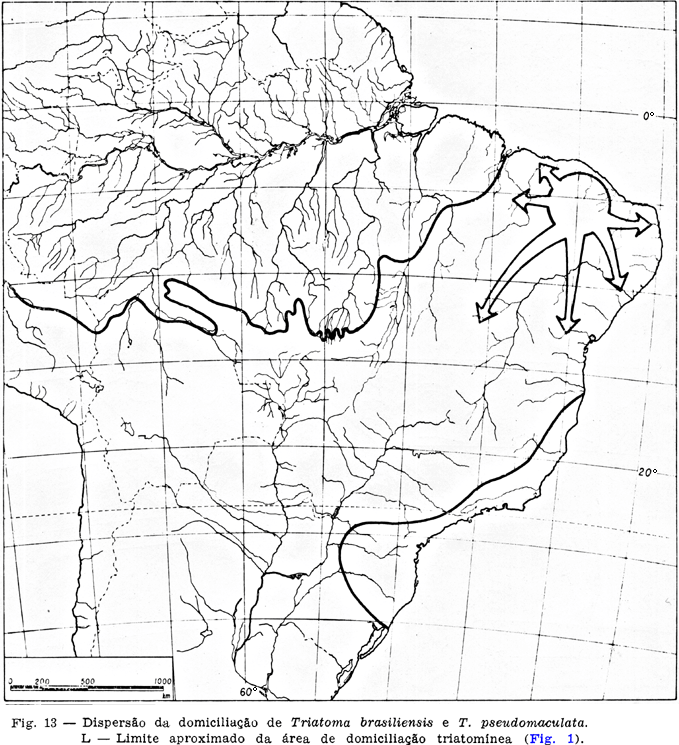 0°
20°
60°
0 200 500 1000
km
Fig. 13 — Dispersão da domiciliação de Triatoma brasiliensis e T. pseudomaculata.
L — Limite aproximado da área de domiciliação triatomínea (Fig. 1).